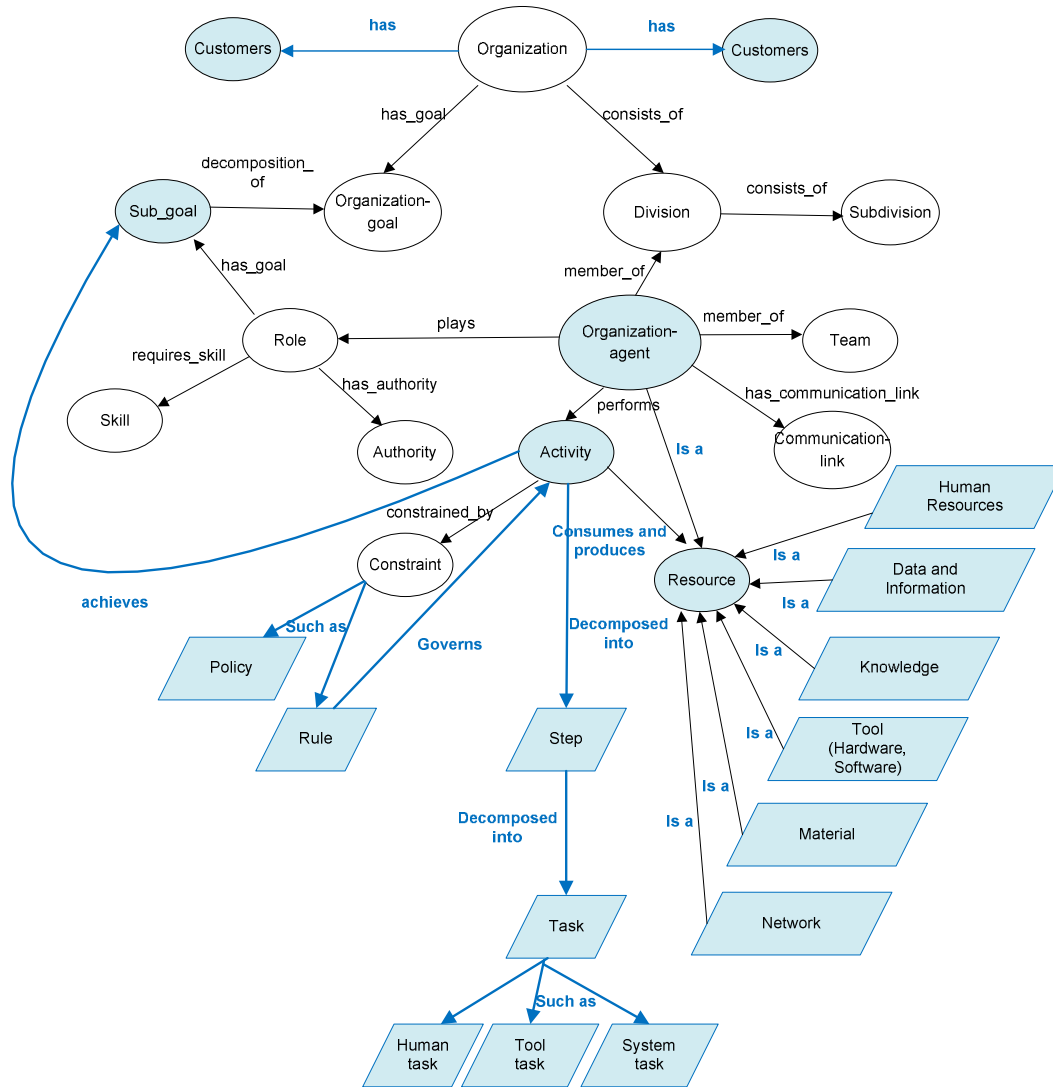 has
has
Customers
Organization
Customers
has_goal
consists_of
decomposition_
of
consists_of
Sub_goal
Organization-
goal
Division
Subdivision
has_goal
member_of
plays
member_of
Role
Organization-
agent
Team
requires_skill
has_authority
has_communication_link
performs
Skill
Authority
Activity
Is a
Communication-
link
Human
Resources
constrained_by
Consumes and
produces
Is a
Constraint
Resource
Data and
Information
achieves
Is a
Such as
Governs
Decomposed
into
Is a
Policy
Knowledge
Rule
Step
Is a
Tool
(Hardware,
Software)
Is a
Decomposed
into
Is a
Material
Task
Network
Such as
Human
task
Tool
task
System
task